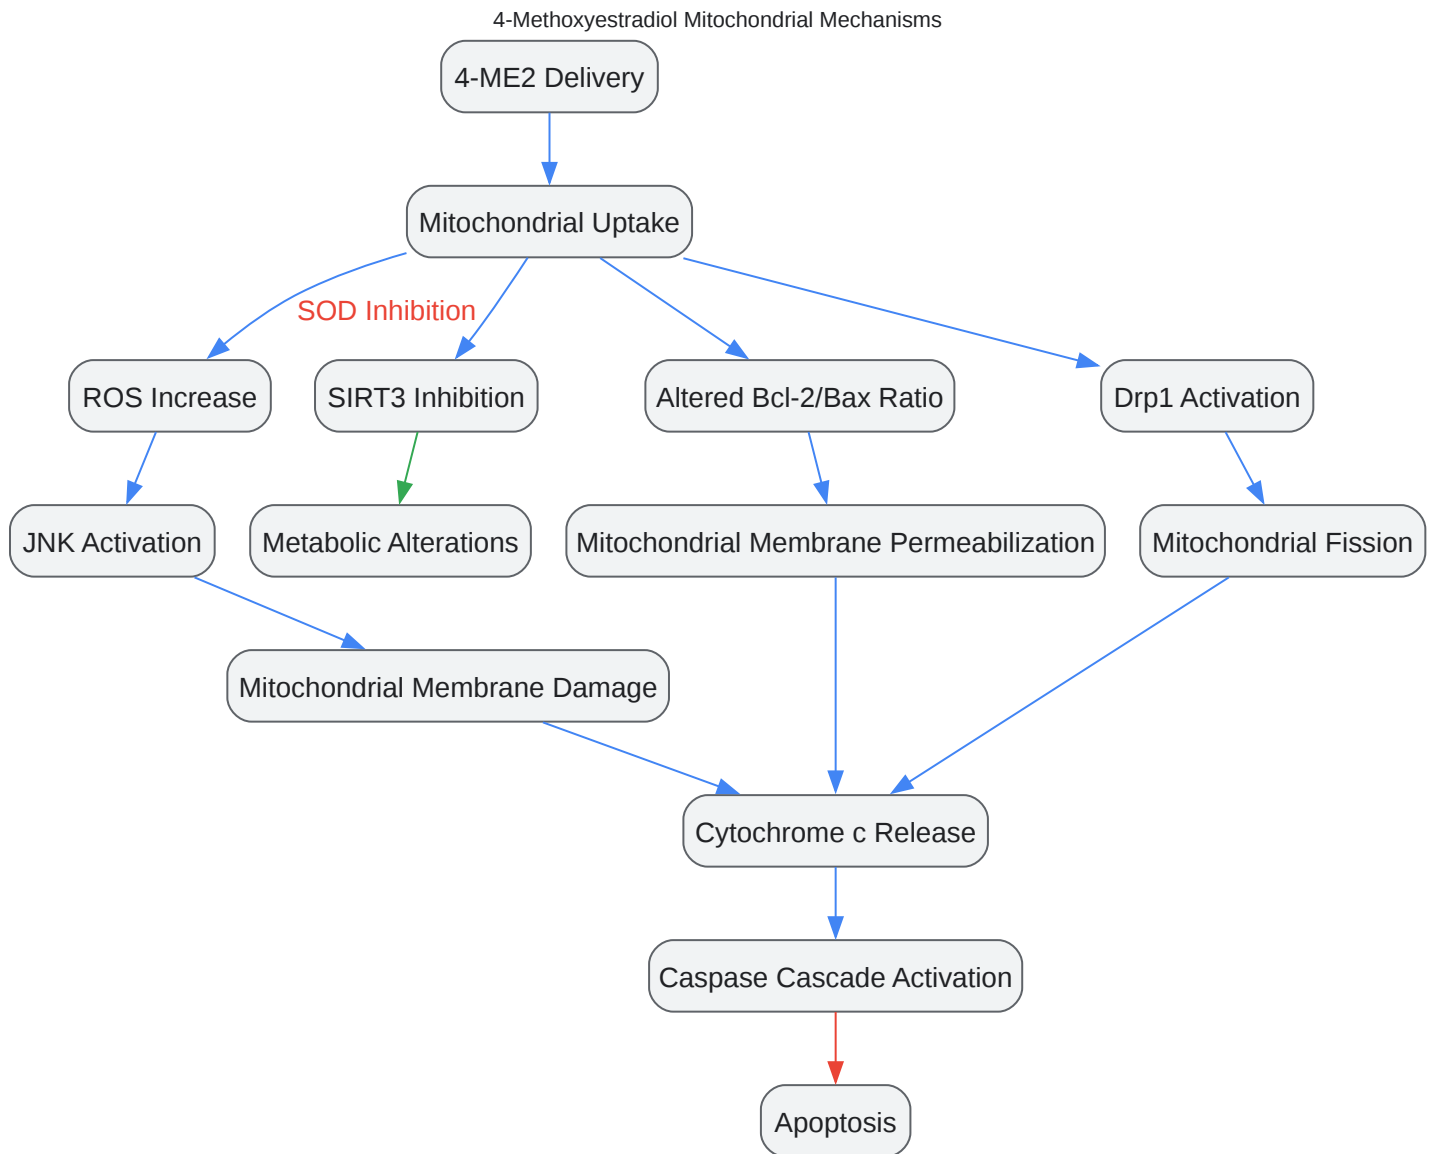 4-Methoxyestradiol Mitochondrial Mechanisms
4-ME2 Delivery
Mitochondrial Uptake
SOD Inhibition
ROS Increase
SIRT3 Inhibition
Altered Bcl-2/Bax Ratio
Drp1 Activation
JNK Activation
Metabolic Alterations
Mitochondrial Membrane Permeabilization
Mitochondrial Fission
Mitochondrial Membrane Damage
Cytochrome c Release
Caspase Cascade Activation
Apoptosis